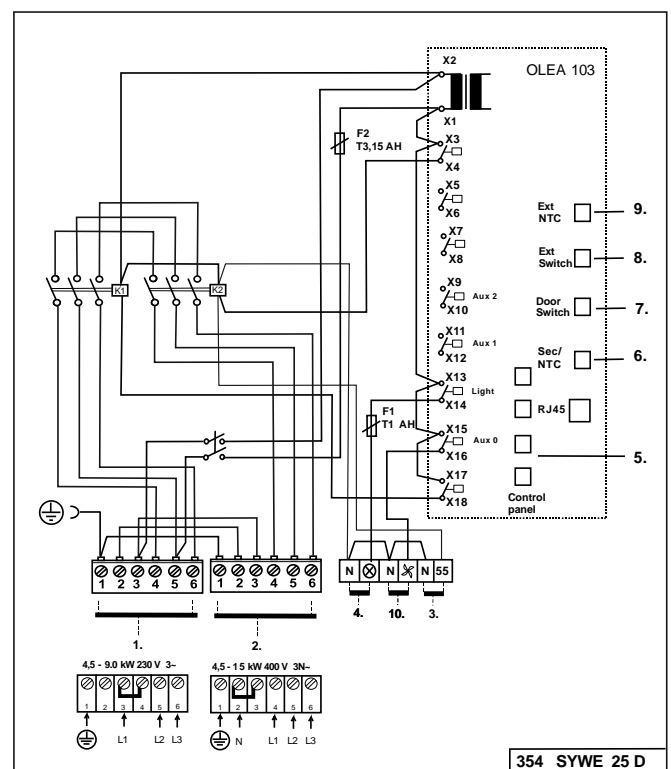 X2
OLEA 103
X1
F2
T3,15 AH
X3
X4
X5
X6
Ext
NTC
9.
X7
X8
Ext
Switch
8.
K1
K2
X9
X10
Aux 2
Door
Switch
7.
X11
X12
Aux 1
Sec/
NTC
6.
X13
X14
Light
F1
T1 AH
RJ45
X15
X16
Aux 0
5.
X17
X18
Control
panel
1 2 3 4 5 6
1 2 3 4 5 6
N N N 55
4. 10. 3.
1. 2.
4,5 - 9.0 kW 230 V 3~
4,5 - 15 kW 400 V 3N~
1 2 3 4 5 6
1 2 3 4 5 6
L1 L2 L3
N L1 L2 L3
354 SYWE 25 D